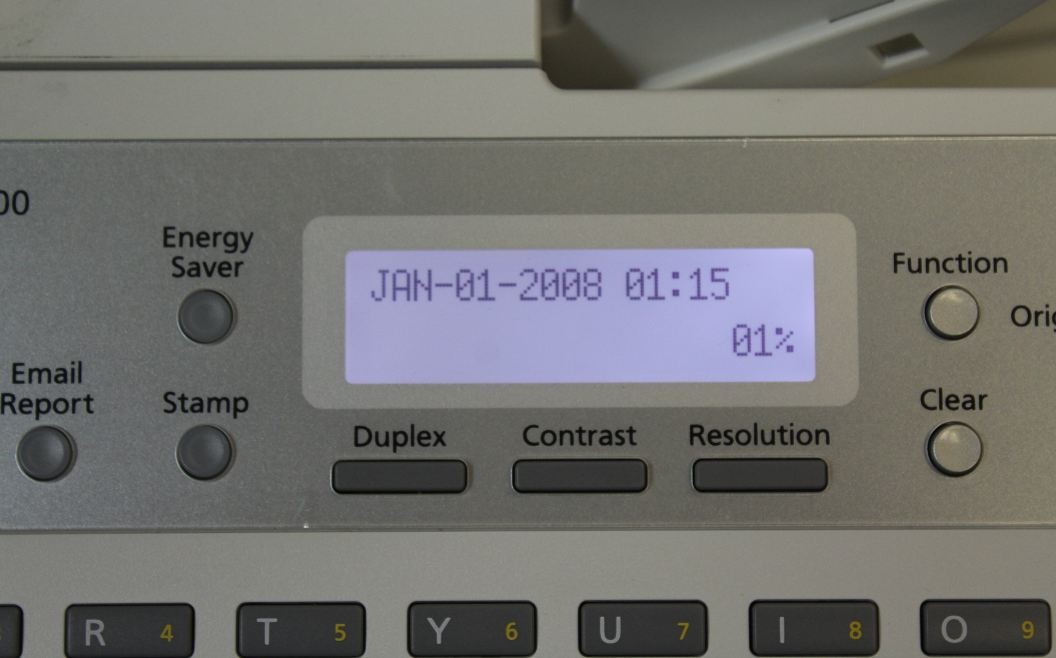 00
Energy
Saver
JAN-01-2008 01:15
01%
Function
Email
Report
Stamp
Clear
Duplex
Contrast
Resolution
R 4
T 5
Y 6
U 7
I 8
O 9